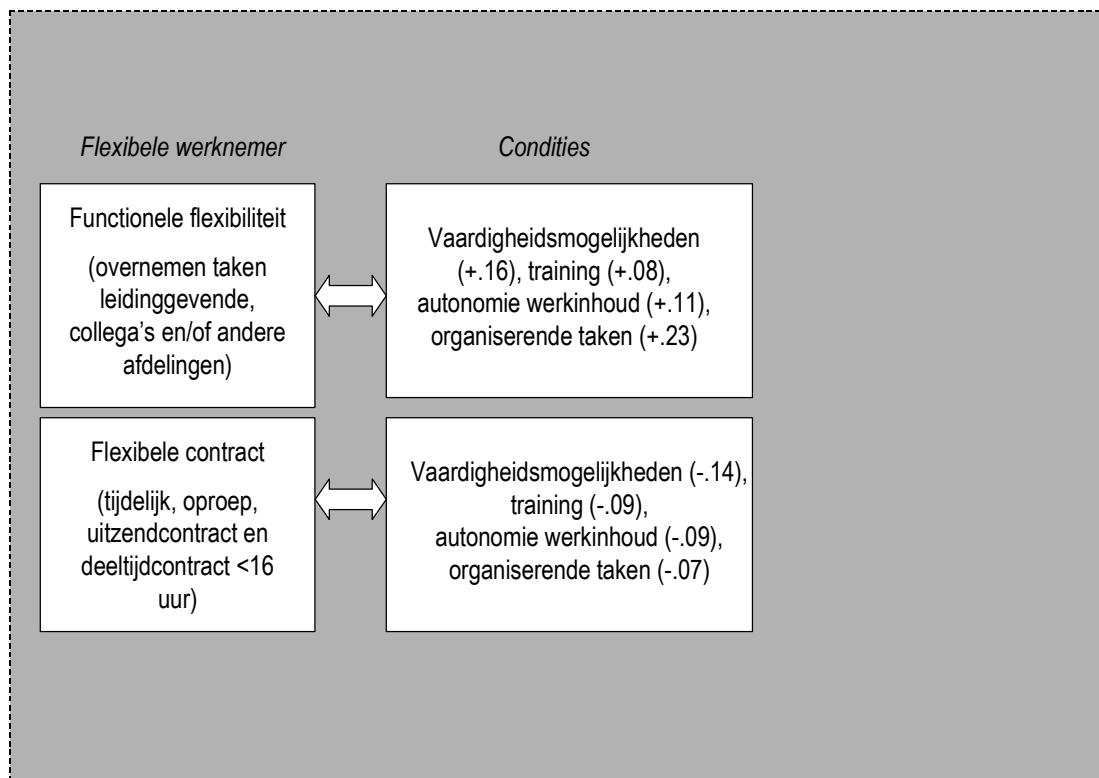 Flexibele werknemer
Condities
Functionele flexibiliteit
(overnemen taken
leidinggevende,
collega's en/of andere
afdelingen)
Vaardigheidsmogelijkheden
(+.16), training (+.08),
autonomie werkinhoud (+.11),
organiserende taken (+.23)
Flexibele contract
(tijdelijk, oproep,
uitzendcontract en
deeltijdcontract <16
uur)
Vaardigheidsmogelijkheden (-.14),
training (-.09),
autonomie werkinhoud (-.09),
organiserende taken (-.07)